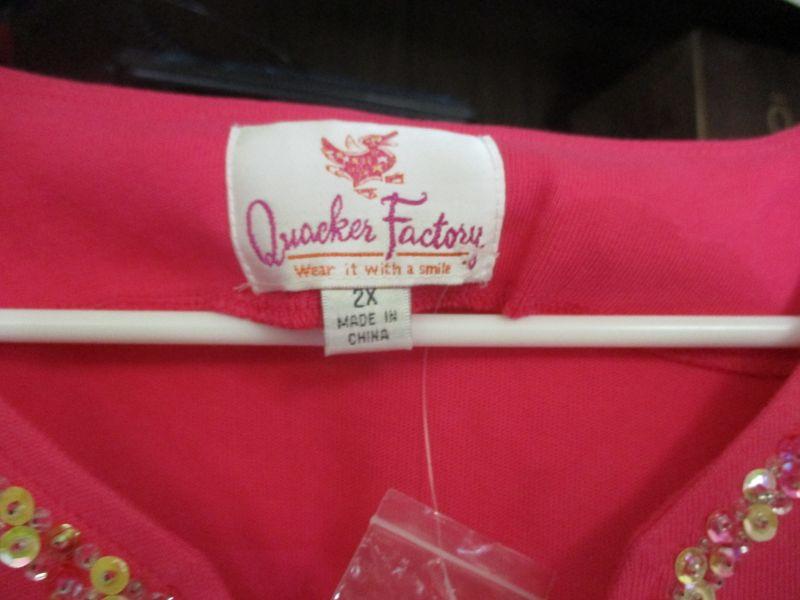 Quacker Factory
Wear it with a smile
2X
MADE IN
CHINA